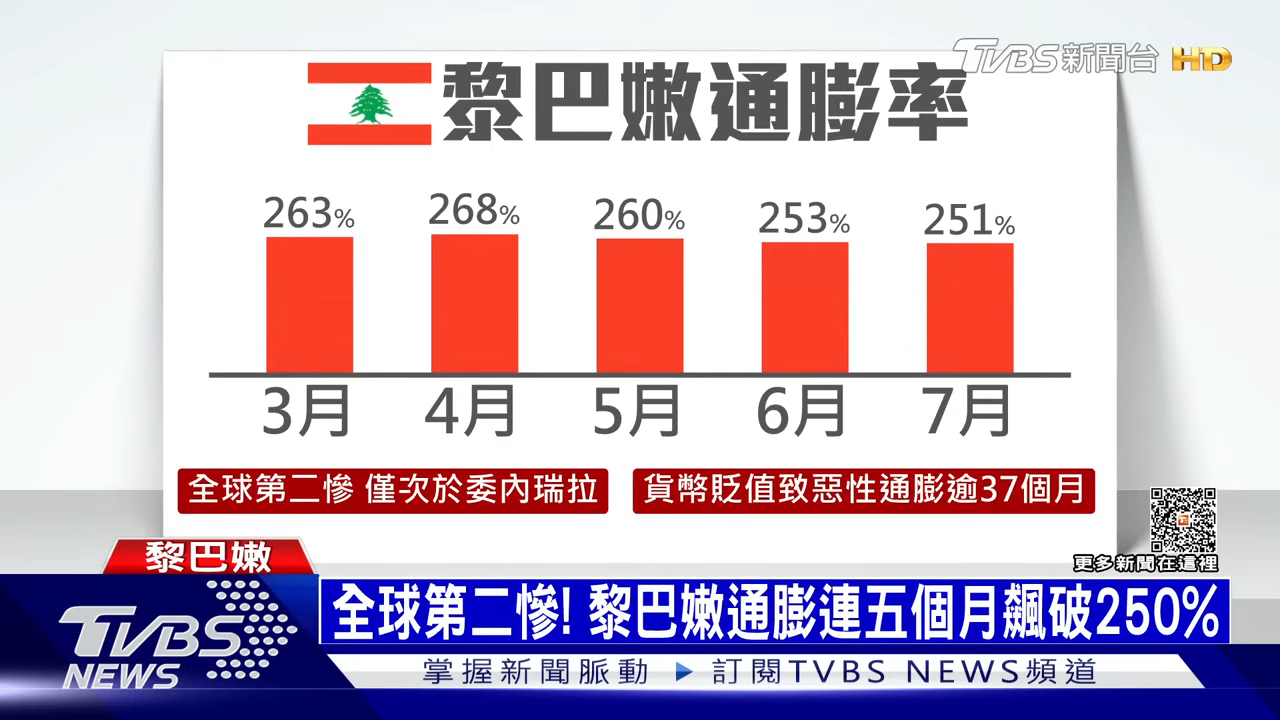 TVBS新聞台 HD
黎巴嫩通膨率
263% 268% 260% 253% 251%
3月 4月 5月 6月 7月
全球第二慘 僅次於委內瑞拉
貨幣貶值致惡性通膨逾37個月
更多新聞在這裡
黎巴嫩
全球第二慘! 黎巴嫩通膨連五個月飆破250%
TVBS NEWS
掌握新聞脈動 ▶ 訂閱TVBS NEWS頻道